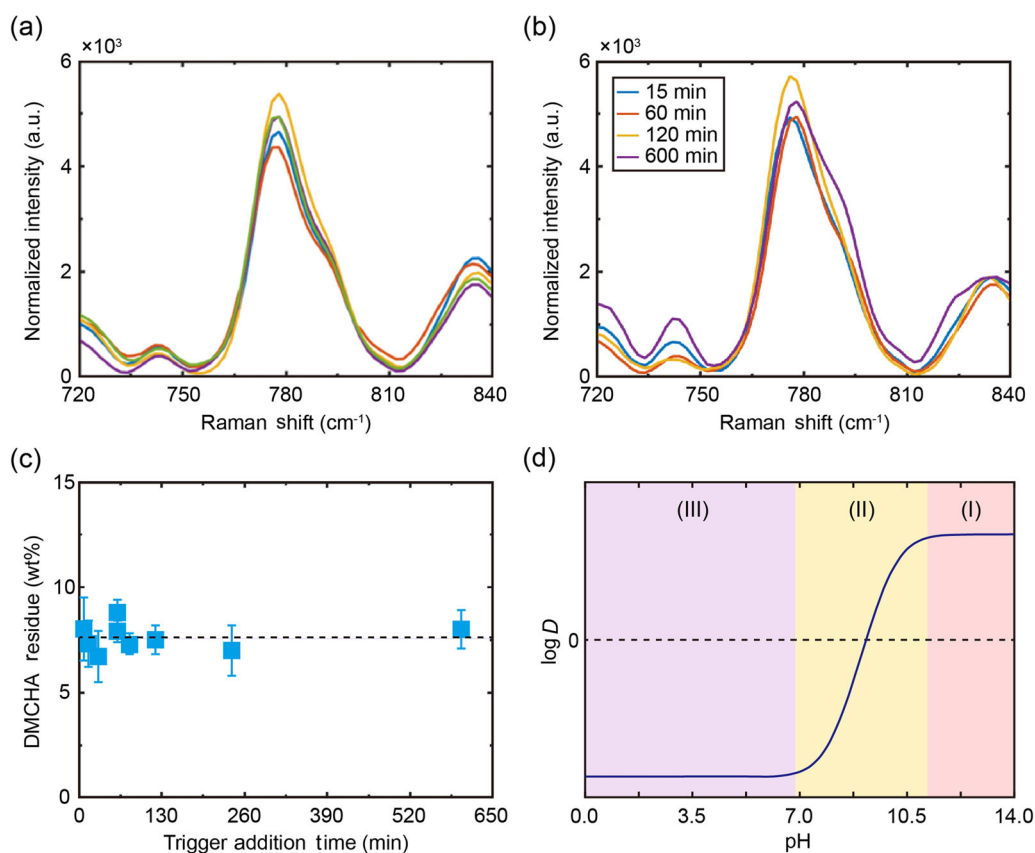 (a)
×10³
6
4
2
0
Normalized intensity (a.u.)
720 750 780 810 840
Raman shift (cm⁻¹)
(b)
×10³
6
4
2
0
Normalized intensity (a.u.)
15 min
60 min
120 min
600 min
720 750 780 810 840
Raman shift (cm⁻¹)
(c)
15
10
5
0
DMCHA residue (wt%)
0 130 260 390 520 650
Trigger addition time (min)
(d)
(III) (II) (I)
0
log D
0.0 3.5 7.0 10.5 14.0
pH